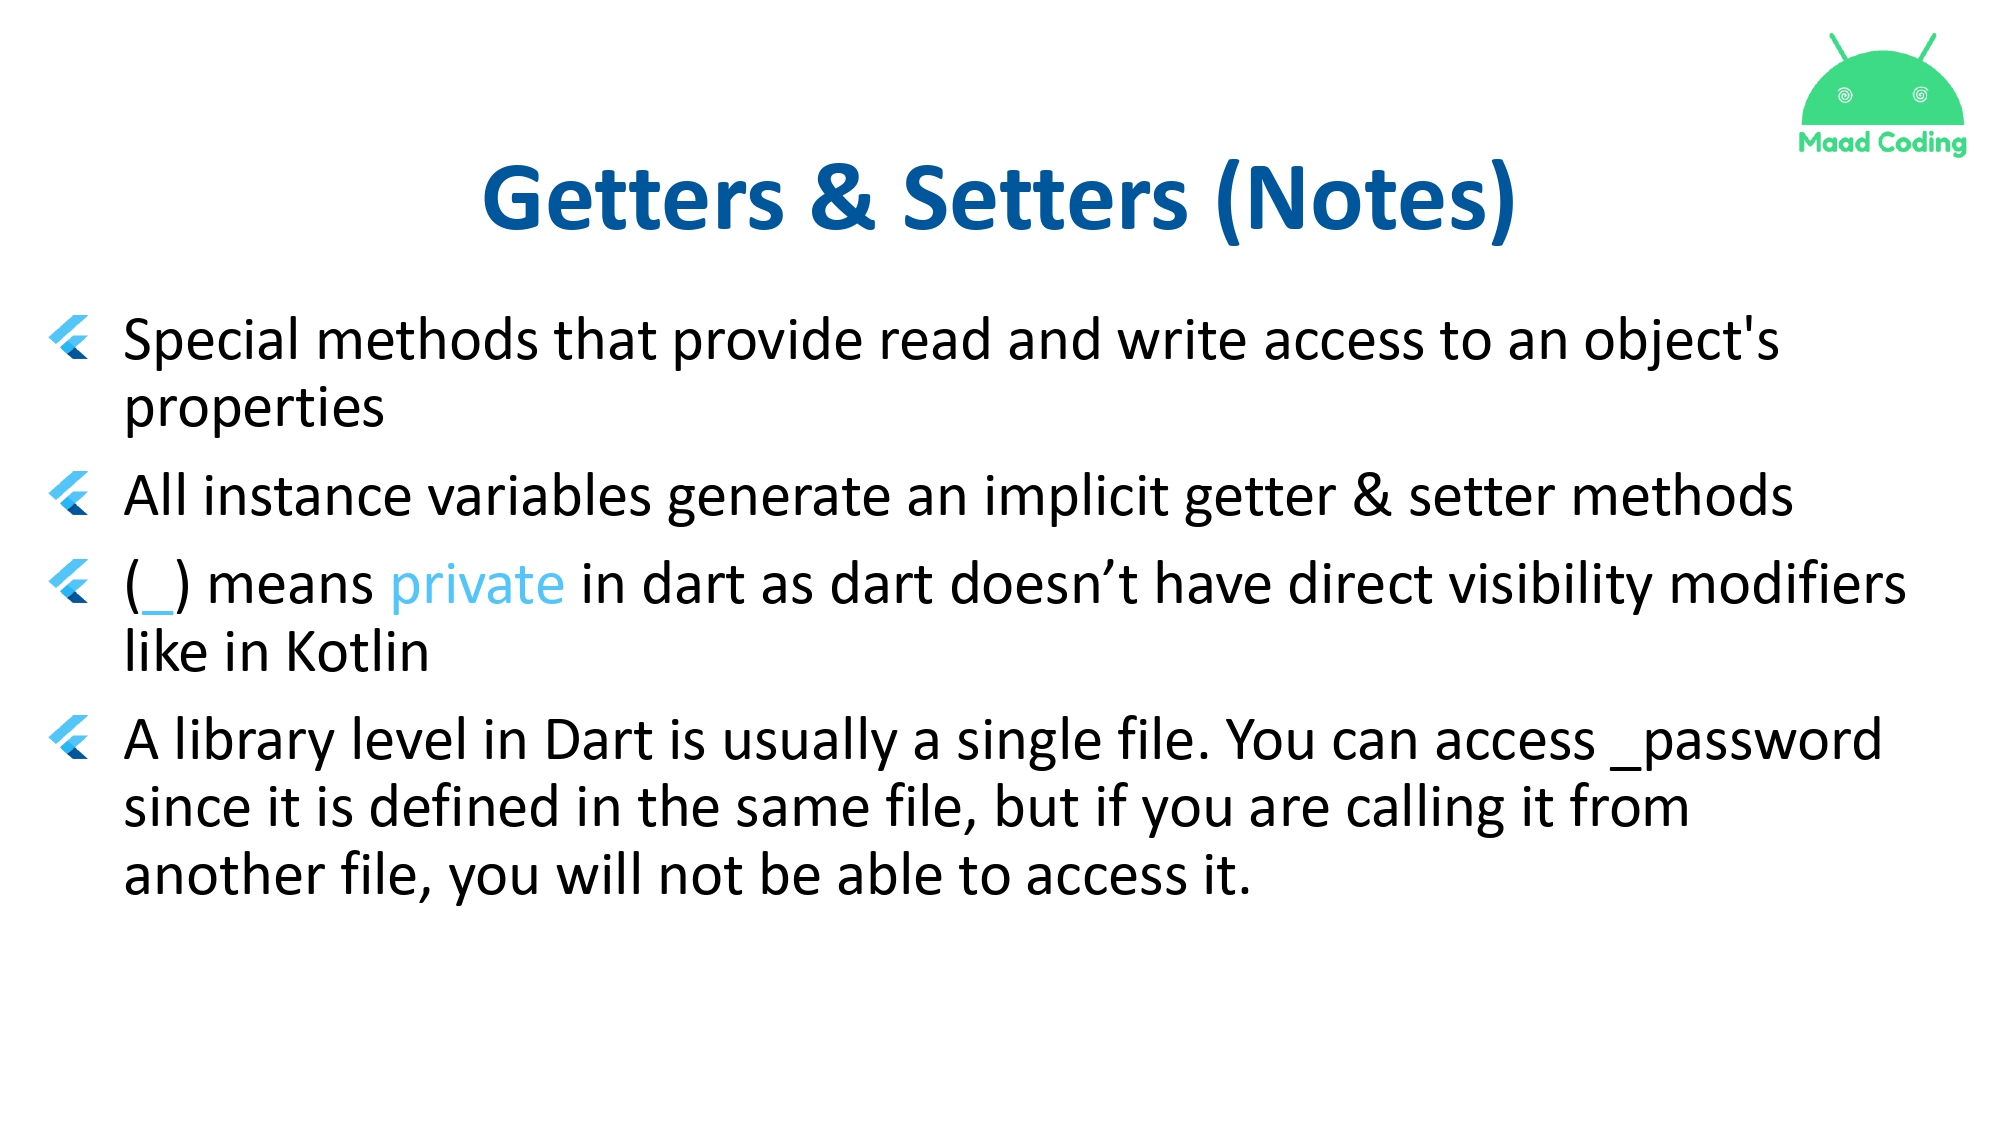 Maad Coding
Getters & Setters (Notes)
Special methods that provide read and write access to an object's
properties
All instance variables generate an implicit getter & setter methods
(_) means private in dart as dart doesn’t have direct visibility modifiers
like in Kotlin
A library level in Dart is usually a single file. You can access _password
since it is defined in the same file, but if you are calling it from
another file, you will not be able to access it.